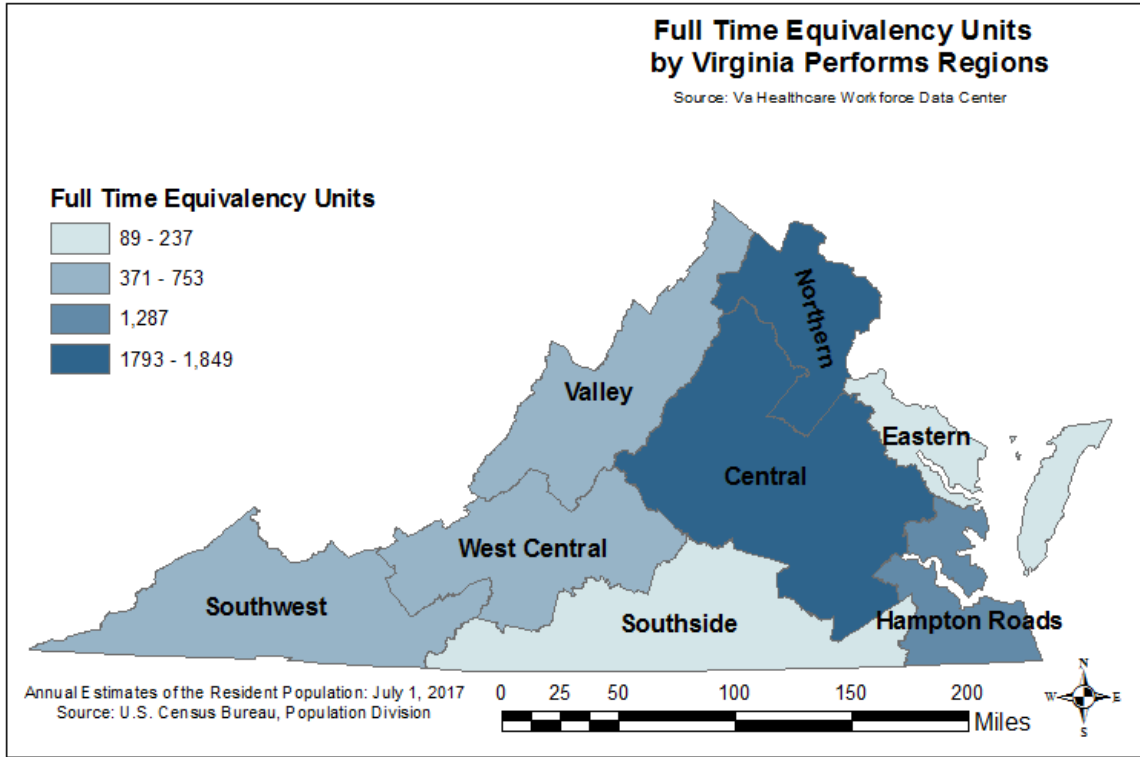 Full Time Equivalency Units
by Virginia Performs Regions
Source: Va Healthcare Workforce Data Center
Full Time Equivalency Units
89 - 237
371 - 753
1,287
1793 - 1,849
Northern
Valley
Eastern
Central
West Central
Southwest
Southside
Hampton Roads
Annual Estimates of the Resident Population: July 1, 2017
Source: U.S. Census Bureau, Population Division
0 25 50 100 150 200
Miles
N
W E
S